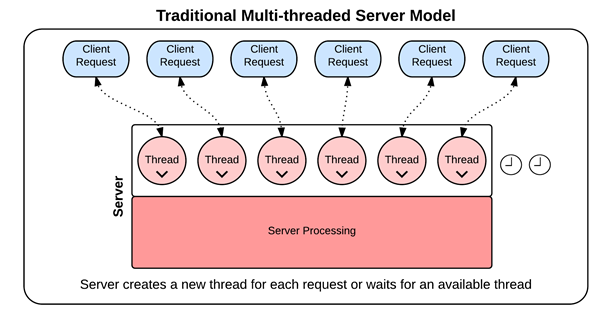 Traditional Multi-threaded Server Model
Client
Request
Client
Request
Client
Request
Client
Request
Client
Request
Client
Request
Thread
Thread
Thread
Thread
Thread
Thread
Server
Server Processing
Server creates a new thread for each request or waits for an available thread